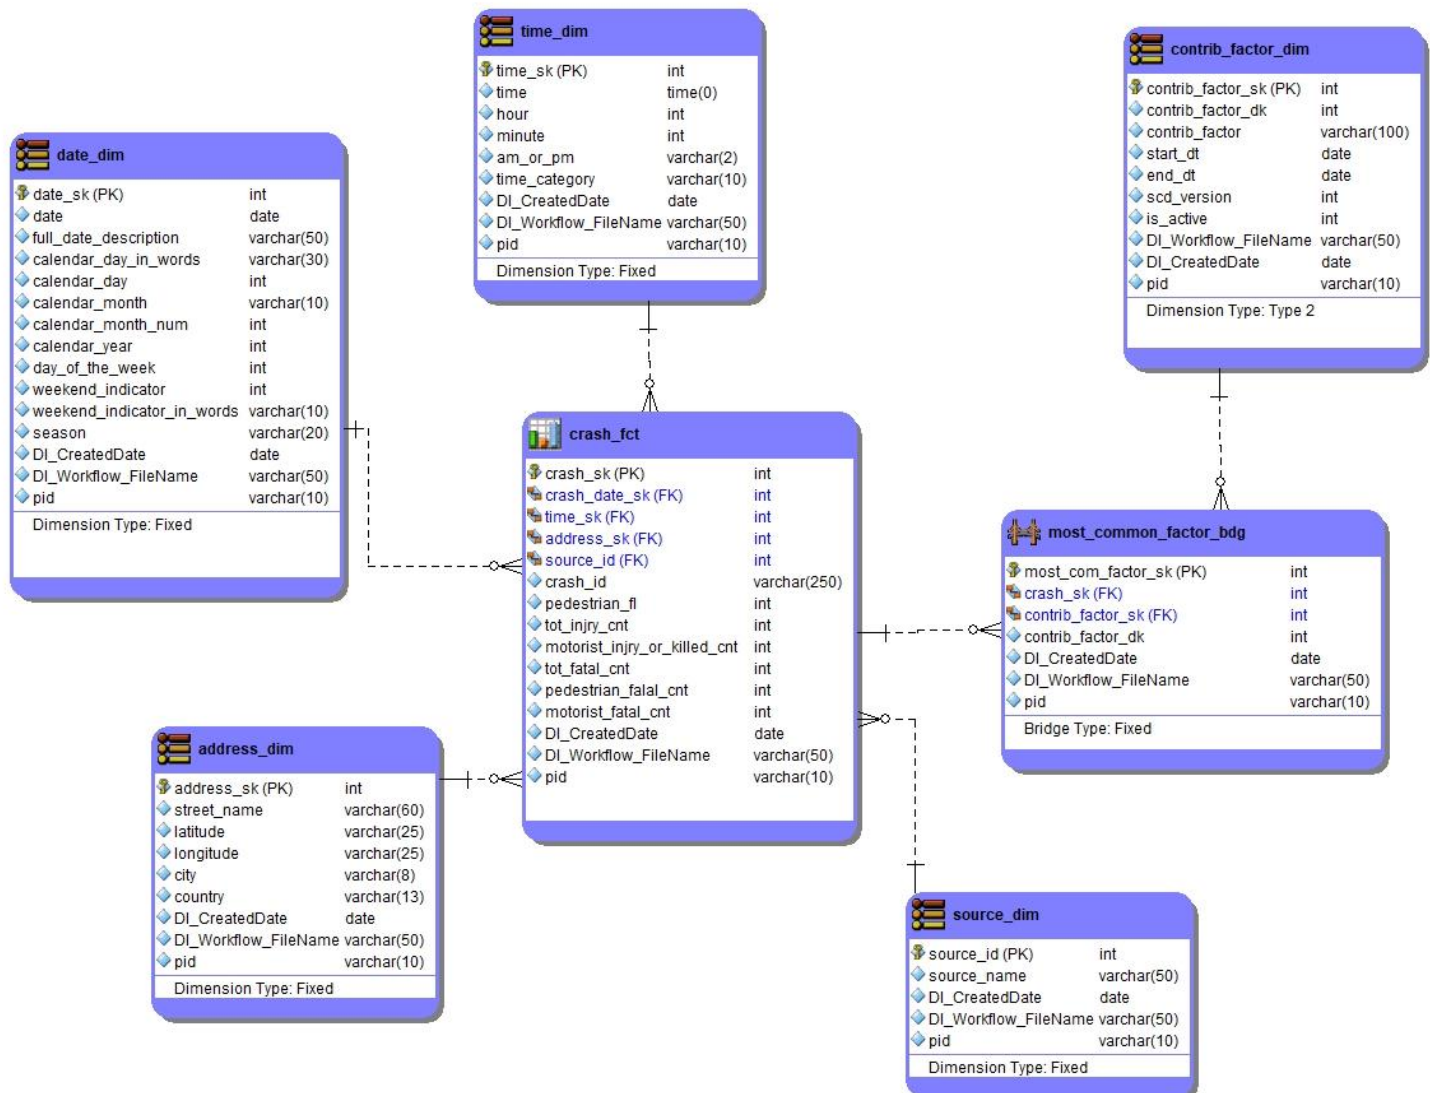 time_dim
time_sk (PK) int
time time(0)
hour int
minute int
am_or_pm varchar(2)
time_category varchar(10)
DI_CreatedDate date
DI_Workflow_FileName varchar(50)
pid varchar(10)
Dimension Type: Fixed
contrib_factor_dim
contrib_factor_sk (PK) int
contrib_factor_dk int
contrib_factor varchar(100)
start_dt date
end_dt date
scd_version int
is_active int
DI_Workflow_FileName varchar(50)
DI_CreatedDate date
pid varchar(10)
Dimension Type: Type 2
date_dim
date_sk (PK) int
date date
full_date_description varchar(50)
calendar_day_in_words varchar(30)
calendar_day int
calendar_month varchar(10)
calendar_month_num int
calendar_year int
day_of_the_week int
weekend_indicator int
weekend_indicator_in_words varchar(10)
season varchar(20)
DI_CreatedDate date
DI_Workflow_FileName varchar(50)
pid varchar(10)
Dimension Type: Fixed
crash_fct
crash_sk (PK) int
crash_date_sk (FK) int
time_sk (FK) int
address_sk (FK) int
source_id (FK) int
crash_id varchar(250)
pedestrian_fl int
tot_injry_cnt int
motorist_injry_or_killed_cnt int
tot_fatal_cnt int
pedestrian_falal_cnt int
motorist_fatal_cnt int
DI_CreatedDate date
DI_Workflow_FileName varchar(50)
pid varchar(10)
most_common_factor_bdg
most_com_factor_sk (PK) int
crash_sk (FK) int
contrib_factor_sk (FK) int
contrib_factor_dk int
DI_CreatedDate date
DI_Workflow_FileName varchar(50)
pid varchar(10)
Bridge Type: Fixed
address_dim
address_sk (PK) int
street_name varchar(60)
latitude varchar(25)
longitude varchar(25)
city varchar(8)
country varchar(13)
DI_CreatedDate date
DI_Workflow_FileName varchar(50)
pid varchar(10)
Dimension Type: Fixed
source_dim
source_id (PK) int
source_name varchar(50)
DI_CreatedDate date
DI_Workflow_FileName varchar(50)
pid varchar(10)
Dimension Type: Fixed